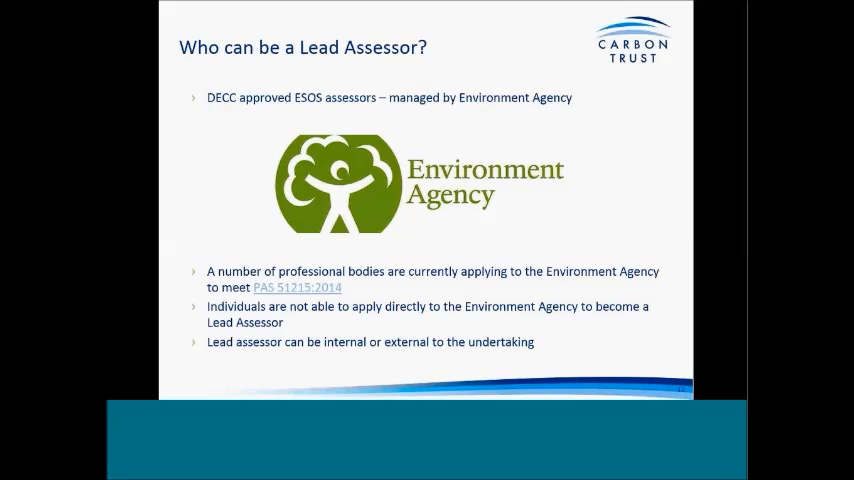 Who can be a Lead Assessor?
CARBON
TRUST
› DECC approved ESOS assessors – managed by Environment Agency
Environment
Agency
› A number of professional bodies are currently applying to the Environment Agency
to meet PAS 51215:2014
› Individuals are not able to apply directly to the Environment Agency to become a
Lead Assessor
› Lead assessor can be internal or external to the undertaking